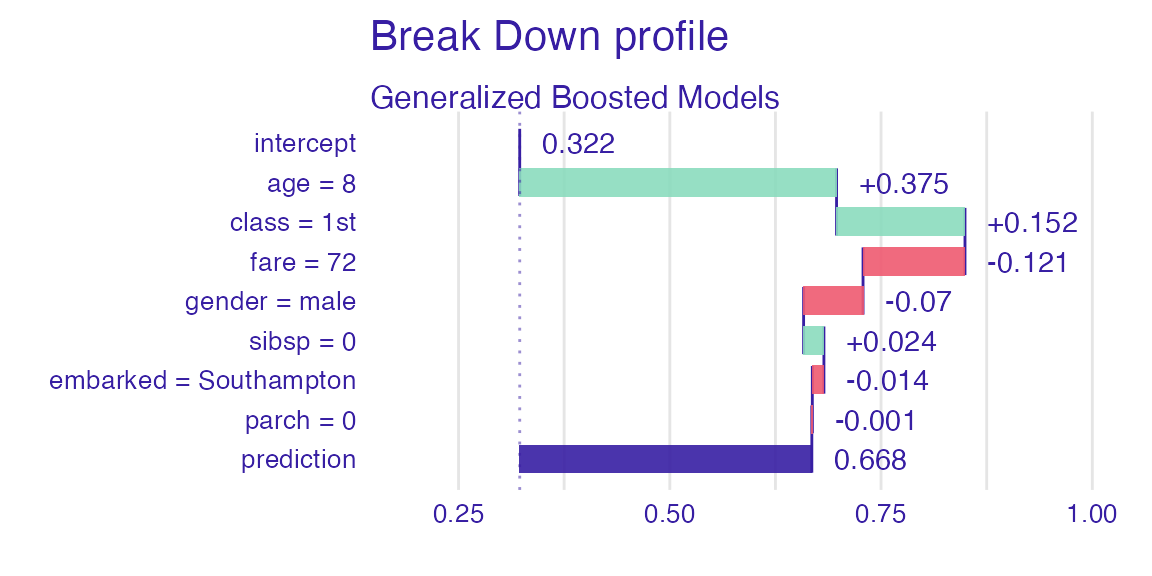 Break Down profile
Generalized Boosted Models
intercept 0.322
age = 8 +0.375
class = 1st +0.152
fare = 72 -0.121
gender = male -0.07
sibsp = 0 +0.024
embarked = Southampton -0.014
parch = 0 -0.001
prediction 0.668
0.25 0.50 0.75 1.00